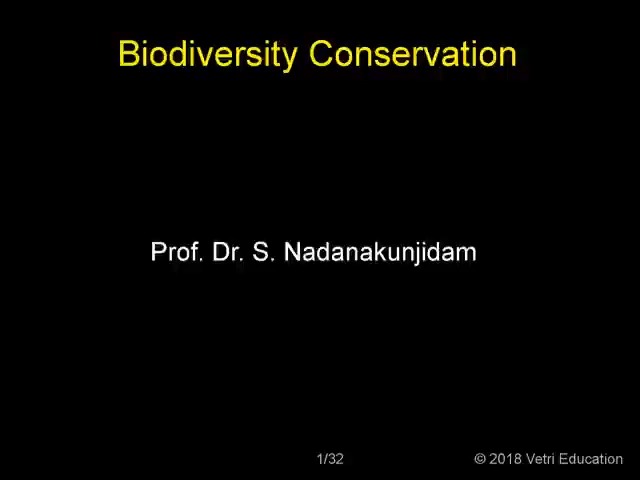 Biodiversity Conservation
Prof. Dr. S. Nadanakunjidam
1/32
© 2018 Vetri Education